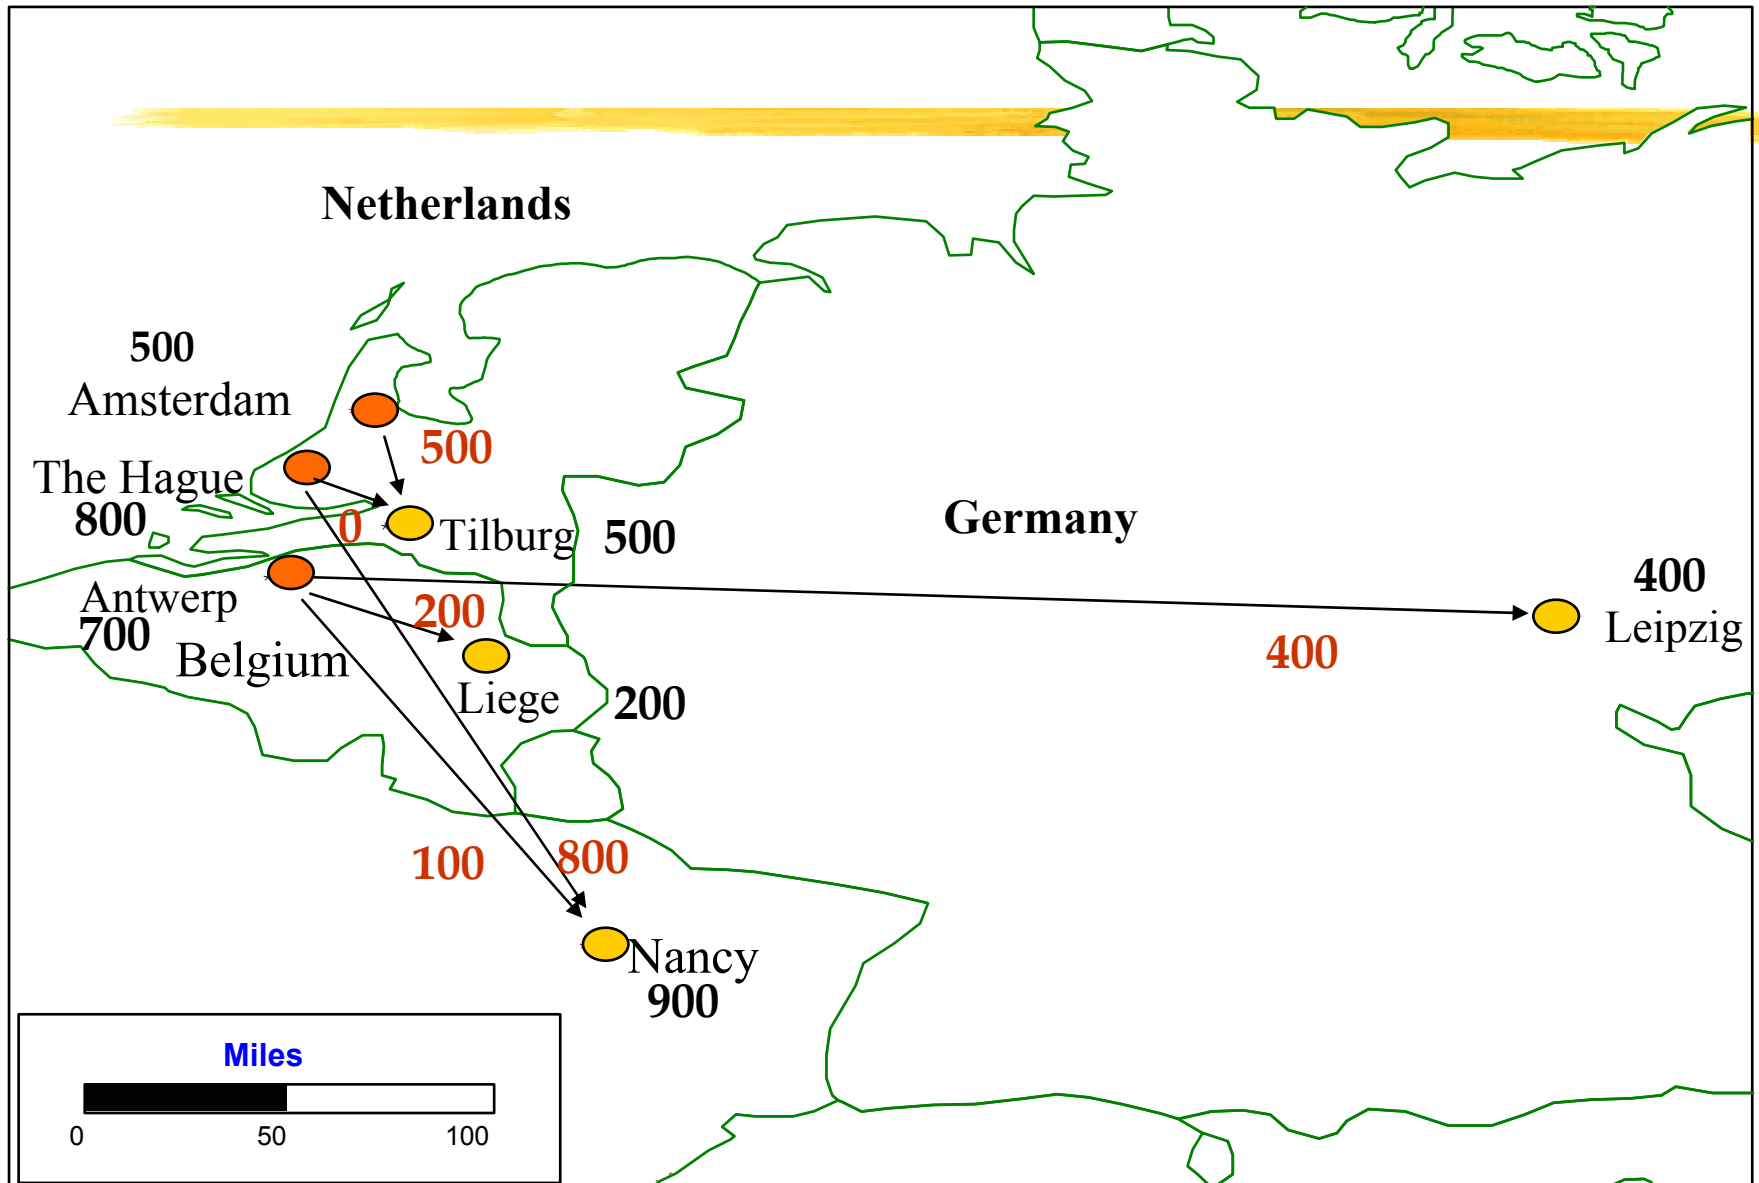 Netherlands
500
Amsterdam
500
The Hague
800
0
Tilburg
500
Germany
400
Leipzig
Antwerp
700
200
400
Belgium
Liege
200
100
800
Nancy
900
Miles
0
50
100